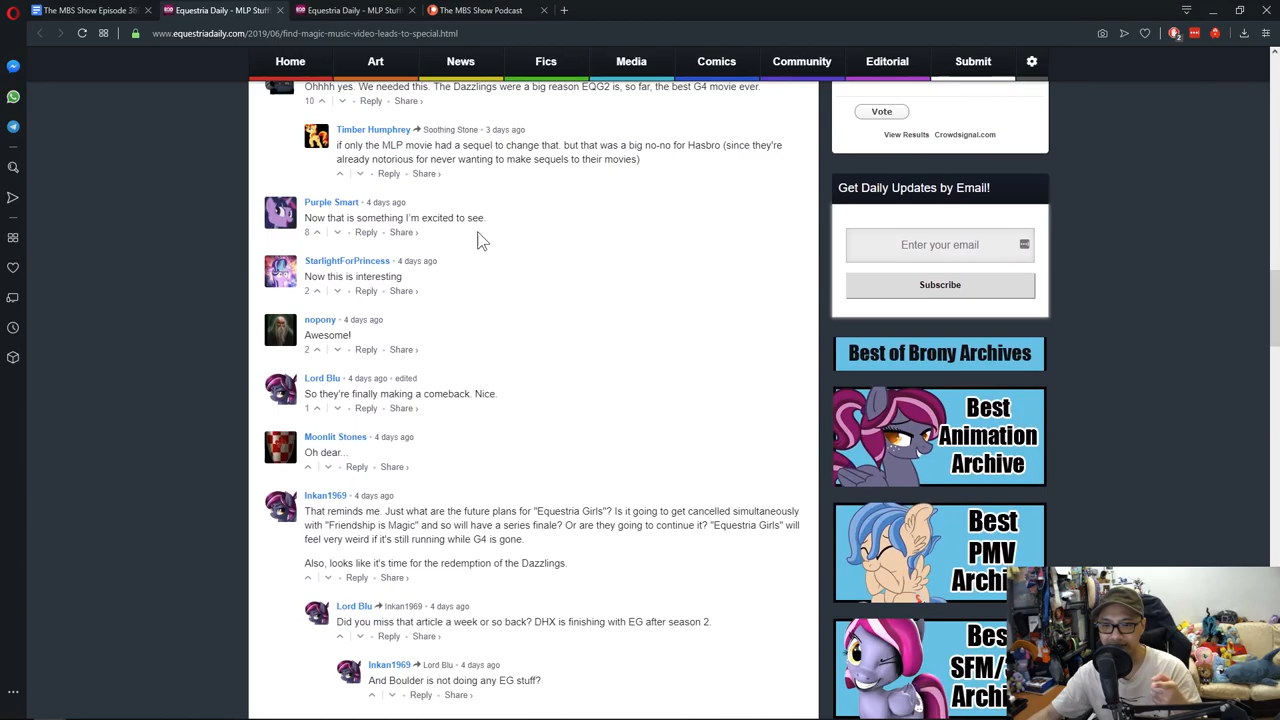 The MBS Show Episode 36
Equestria Daily - MLP Stuff
Equestria Daily - MLP Stuff
The MBS Show Podcast
www.equestriadaily.com/2019/06/find-magic-music-video-leads-to-special.html
Home Art News Fics Media Comics Community Editorial Submit
Ohhhh yes. We needed this. The Dazzlings were a big reason EQG2 is, so far, the best G4 movie ever.
10 • Reply • Share ›
Timber Humphrey Soothing Stone • 3 days ago
if only the MLP movie had a sequel to change that. but that was a big no-no for Hasbro (since they're
already notorious for never wanting to make sequels to their movies)
• Reply • Share ›
Purple Smart • 4 days ago
Now that is something I'm excited to see.
8 • Reply • Share ›
StarlightForPrincess • 4 days ago
Now this is interesting
2 • Reply • Share ›
nopony • 4 days ago
Awesome!
2 • Reply • Share ›
Lord Blu • 4 days ago • edited
So they're finally making a comeback. Nice.
1 • Reply • Share ›
Moonlit Stones • 4 days ago
Oh dear...
• Reply • Share ›
Inkan1969 • 4 days ago
That reminds me. Just what are the future plans for "Equestria Girls"? Is it going to get cancelled simultaneously
with "Friendship is Magic" and so will have a series finale? Or are they going to continue it? "Equestria Girls" will
feel very weird if it's still running while G4 is gone.
Also, looks like it's time for the redemption of the Dazzlings.
• Reply • Share ›
Lord Blu Inkan1969 • 4 days ago
Did you miss that article a week or so back? DHX is finishing with EG after season 2.
• Reply • Share ›
Inkan1969 Lord Blu • 4 days ago
And Boulder is not doing any EG stuff?
• Reply • Share ›
Vote
View Results Crowdsignal.com
Get Daily Updates by Email!
Enter your email
Subscribe
Best of Brony Archives
Best
Animation
Archive
Best
PMV
Archi
Best
SFM/
Archi